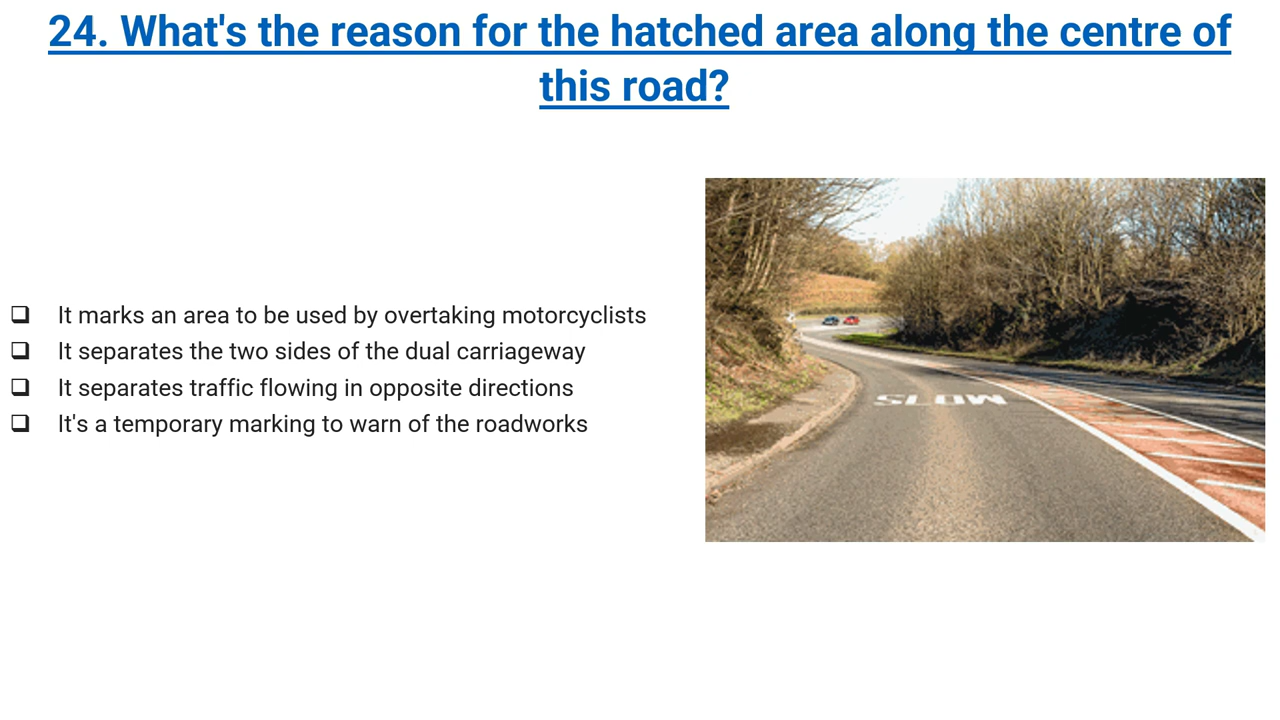 24. What's the reason for the hatched area along the centre of
this road?
It marks an area to be used by overtaking motorcyclists
It separates the two sides of the dual carriageway
It separates traffic flowing in opposite directions
It's a temporary marking to warn of the roadworks
SLOW